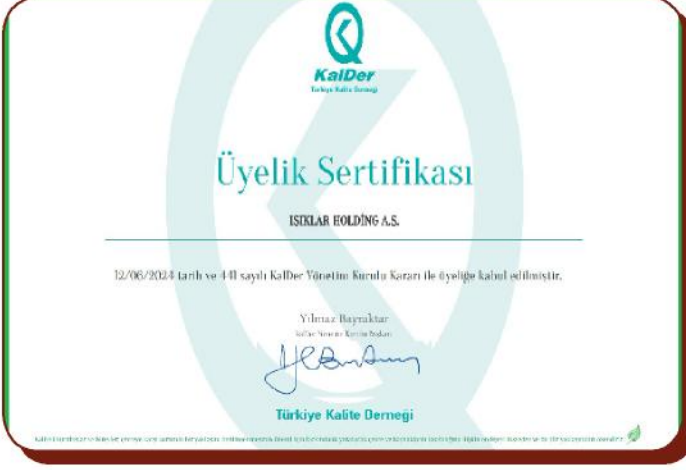 KalDer
Türkiye Kalite Derneği
Üyelik Sertifikası
IŞIKLAR HOLDİNG A.Ş.
12/06/2024 tarih ve 441 sayılı KalDer Yönetim Kurulu Kararı ile üyeliğe kabul edilmiştir.
Yılmaz Bayraktar
KalDer Yönetim Kurulu Başkanı
Türkiye Kalite Derneği